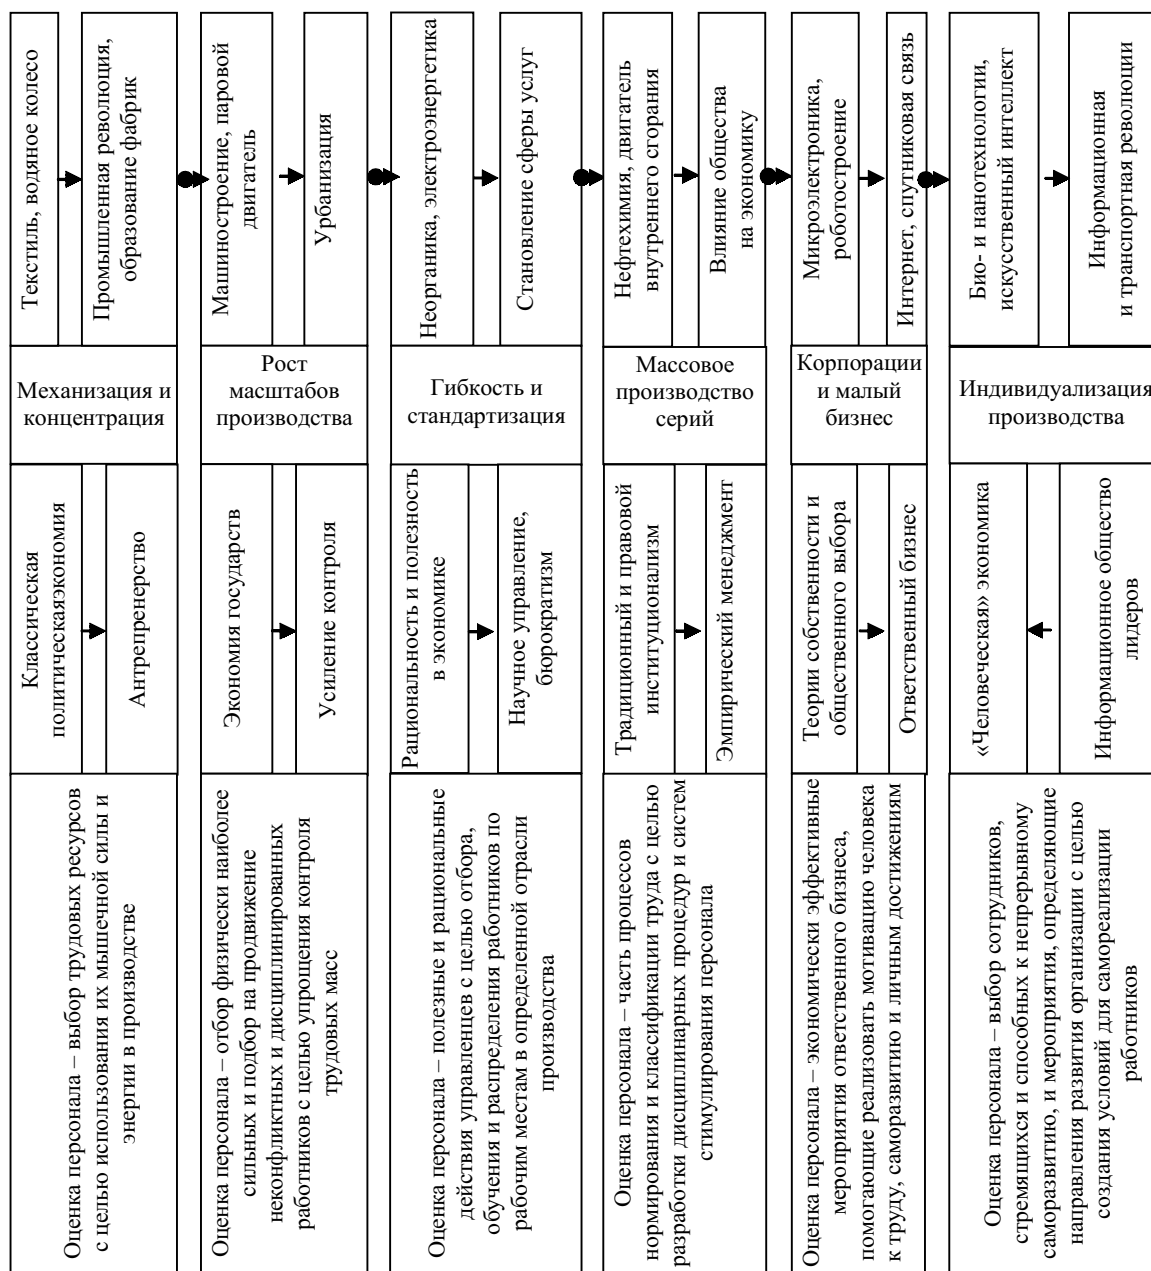 Текстиль, водяное колесо
Промышленная революция,
образование фабрик
Механизация и
концентрация
Классическая
политическаяэкономия
Антрепренерство
Оценка персонала – выбор трудовых ресурсов
с целью использования их мышечной силы и
энергии в производстве
Машиностроение, паровой
двигатель
Урбанизация
Рост
масштабов
производства
Экономия государств
Усиление контроля
Оценка персонала – отбор физически наиболее
сильных и подбор на продвижение
неконфликтных и дисциплинированных
работников с целью упрощения контроля
трудовых масс
Неорганика, электроэнергетика
Становление сферы услуг
Гибкость и
стандартизация
Рациональность и полезность
в экономике
Научное управление,
бюрократизм
Оценка персонала – полезные и рациональные
действия управленцев с целью отбора,
обучения и распределения работников по
рабочим местам в определенной отрасли
производства
Нефтехимия, двигатель
внутреннего сгорания
Влияние общества
на экономику
Массовое
производство
серий
Традиционный и правовой
институционализм
Эмпирический менеджмент
Оценка персонала – часть процессов
нормирования и классификации труда с целью
разработки дисциплинарных процедур и систем
стимулирования персонала
Микроэлектроника,
роботостроение
Интернет, спутниковая связь
Корпорации
и малый
бизнес
Теории собственности и
общественного выбора
Ответственный бизнес
Оценка персонала – экономически эффективные
мероприятия ответственного бизнеса,
помогающие реализовать мотивацию человека
к труду, саморазвитию и личным достижениям
Био- и нанотехнологии,
искусственный интеллект
Информационная
и транспортная революции
Индивидуализация
производства
«Человеческая» экономика
Информационное общество
лидеров
Оценка персонала – выбор сотрудников,
стремящихся и способных к непрерывному
саморазвитию, и мероприятия, определяющие
направления развития организации с целью
создания условий для самореализации
работников